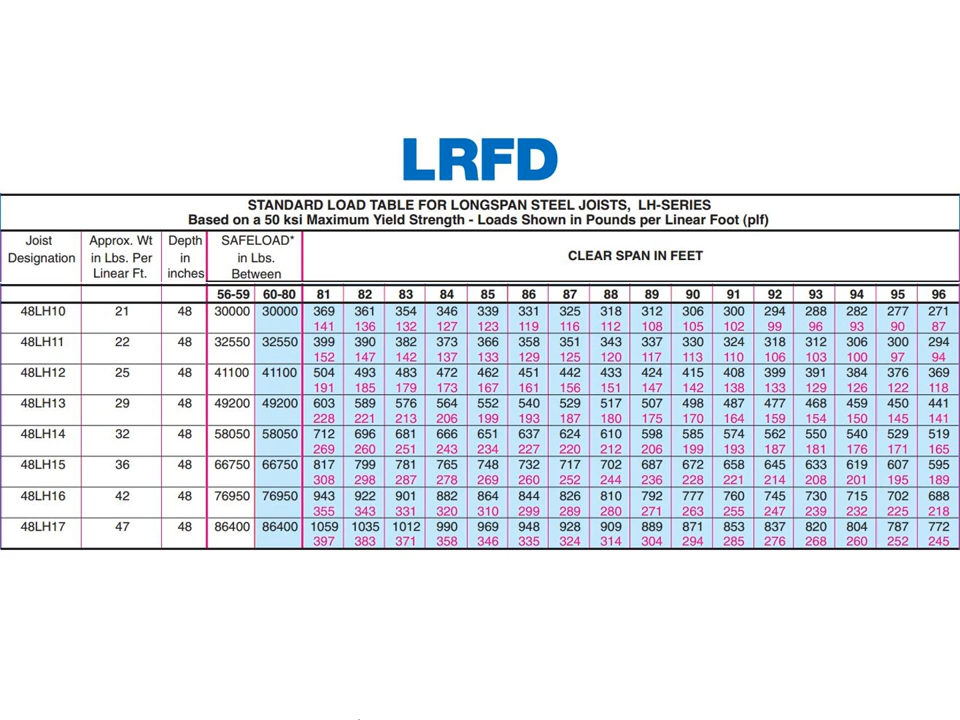 LRFD
STANDARD LOAD TABLE FOR LONGSPAN STEEL JOISTS, LH-SERIES
Based on a 50 ksi Maximum Yield Strength - Loads Shown in Pounds per Linear Foot (plf)
Joist Designation Approx. Wt in Lbs. Per Linear Ft. Depth in inches SAFELOAD* in Lbs. Between CLEAR SPAN IN FEET
56-59 60-80 81 82 83 84 85 86 87 88 89 90 91 92 93 94 95 96
48LH10 21 48 30000 30000 369 361 354 346 339 331 325 318 312 306 300 294 288 282 277 271
141 136 132 127 123 119 116 112 108 105 102 99 96 93 90 87
48LH11 22 48 32550 32550 399 390 382 373 366 358 351 343 337 330 324 318 312 306 300 294
152 147 142 137 133 129 125 120 117 113 110 106 103 100 97 94
48LH12 25 48 41100 41100 504 493 483 472 462 451 442 433 424 415 408 399 391 384 376 369
191 185 179 173 167 161 156 151 147 142 138 133 129 126 122 118
48LH13 29 48 49200 49200 603 589 576 564 552 540 529 517 507 498 487 477 468 459 450 441
228 221 213 206 199 193 187 180 175 170 164 159 154 150 145 141
48LH14 32 48 58050 58050 712 696 681 666 651 637 624 610 598 585 574 562 550 540 529 519
269 260 251 243 234 227 220 212 206 199 193 187 181 176 171 165
48LH15 36 48 66750 66750 817 799 781 765 748 732 717 702 687 672 658 645 633 619 607 595
308 298 287 278 269 260 252 244 236 228 221 214 208 201 195 189
48LH16 42 48 76950 76950 943 922 901 882 864 844 826 810 792 777 760 745 730 715 702 688
355 343 331 320 310 299 289 280 271 263 255 247 239 232 225 218
48LH17 47 48 86400 86400 1059 1035 1012 990 969 948 928 909 889 871 853 837 820 804 787 772
397 383 371 358 346 335 324 314 304 294 285 276 268 260 252 245